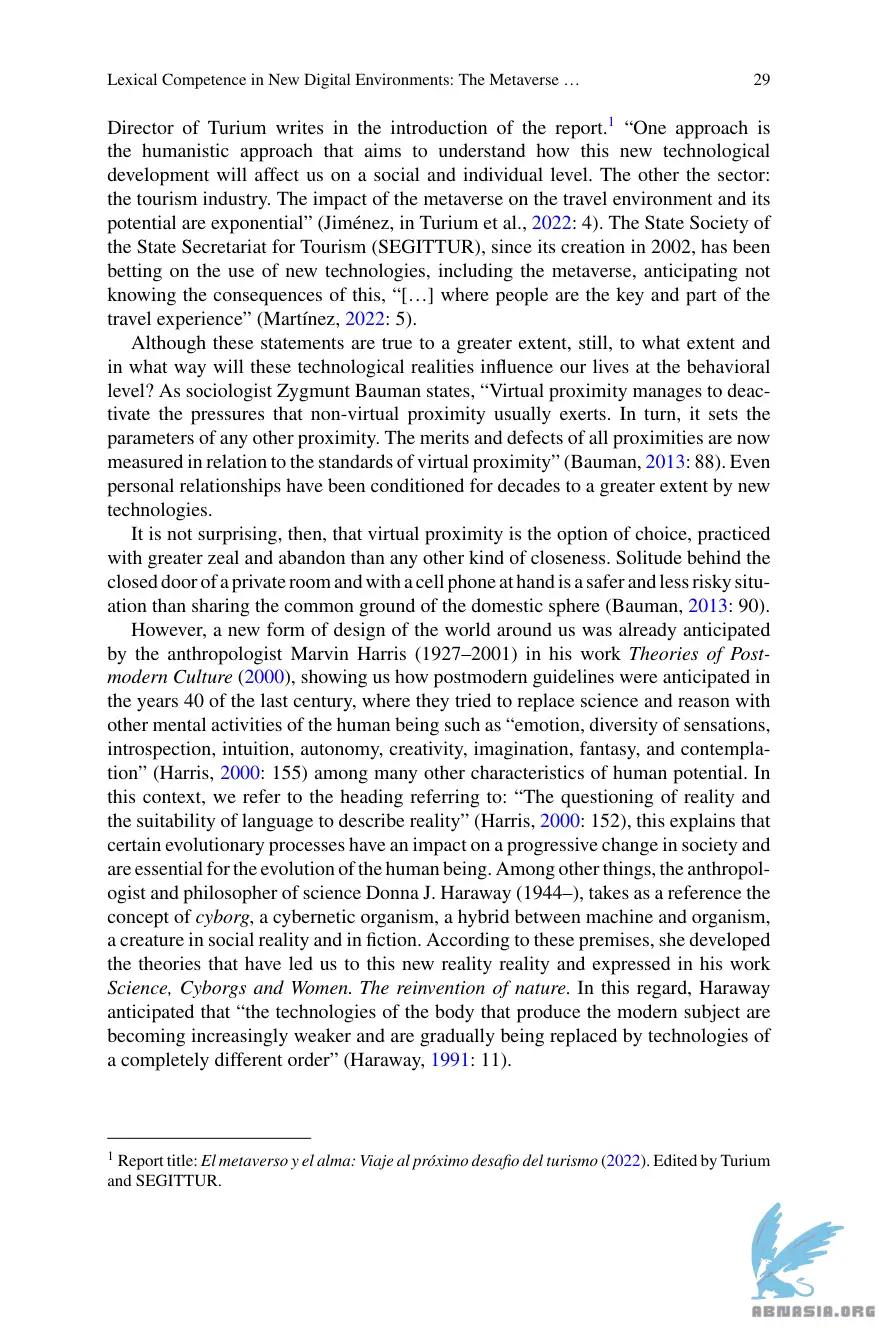 Lexical Competence in New Digital Environments: The Metaverse … 29
Director of Turium writes in the introduction of the report.1 “One approach is
the humanistic approach that aims to understand how this new technological
development will affect us on a social and individual level. The other the sector:
the tourism industry. The impact of the metaverse on the travel environment and its
potential are exponential” (Jiménez, in Turium et al., 2022: 4). The State Society of
the State Secretariat for Tourism (SEGITTUR), since its creation in 2002, has been
betting on the use of new technologies, including the metaverse, anticipating not
knowing the consequences of this, “[…] where people are the key and part of the
travel experience” (Martínez, 2022: 5).
Although these statements are true to a greater extent, still, to what extent and
in what way will these technological realities influence our lives at the behavioral
level? As sociologist Zygmunt Bauman states, “Virtual proximity manages to deac-
tivate the pressures that non-virtual proximity usually exerts. In turn, it sets the
parameters of any other proximity. The merits and defects of all proximities are now
measured in relation to the standards of virtual proximity” (Bauman, 2013: 88). Even
personal relationships have been conditioned for decades to a greater extent by new
technologies.
It is not surprising, then, that virtual proximity is the option of choice, practiced
with greater zeal and abandon than any other kind of closeness. Solitude behind the
closed door of a private room and with a cell phone at hand is a safer and less risky situ-
ation than sharing the common ground of the domestic sphere (Bauman, 2013: 90).
However, a new form of design of the world around us was already anticipated
by the anthropologist Marvin Harris (1927–2001) in his work Theories of Post-
modern Culture (2000), showing us how postmodern guidelines were anticipated in
the years 40 of the last century, where they tried to replace science and reason with
other mental activities of the human being such as “emotion, diversity of sensations,
introspection, intuition, autonomy, creativity, imagination, fantasy, and contempla-
tion” (Harris, 2000: 155) among many other characteristics of human potential. In
this context, we refer to the heading referring to: “The questioning of reality and
the suitability of language to describe reality” (Harris, 2000: 152), this explains that
certain evolutionary processes have an impact on a progressive change in society and
are essential for the evolution of the human being. Among other things, the anthropol-
ogist and philosopher of science Donna J. Haraway (1944–), takes as a reference the
concept of cyborg, a cybernetic organism, a hybrid between machine and organism,
a creature in social reality and in fiction. According to these premises, she developed
the theories that have led us to this new reality reality and expressed in his work
Science, Cyborgs and Women. The reinvention of nature. In this regard, Haraway
anticipated that “the technologies of the body that produce the modern subject are
becoming increasingly weaker and are gradually being replaced by technologies of
a completely different order” (Haraway, 1991: 11).
1 Report title: El metaverso y el alma: Viaje al próximo desafio del turismo (2022). Edited by Turium
and SEGITTUR.
ABNASIA.ORG